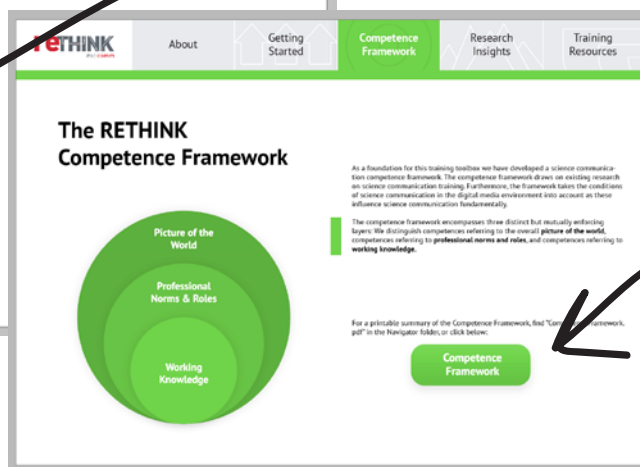 reTHINK
About
Getting
Started
Competence
Framework
Research
Insights
Training
Resources
The RETHINK
Competence Framework
Picture of the
World
Professional
Norms & Roles
Working
Knowledge
As a foundation for this training toolbox we have developed a science communica-
tion competence framework. The competence framework draws on existing research
on science communication training. Furthermore, the framework takes the conditions
of science communication in the digital media environment into account as these
influence science communication fundamentally.
The competence framework encompasses three distinct but mutually enforcing
layers: We distinguish competences referring to the overall picture of the world,
competences referring to professional norms and roles, and competences referring to
working knowledge.
For a printable summary of the Competence Framework, find "Competence Framework.
pdf" in the Navigator folder, or click below:
Competence
Framework